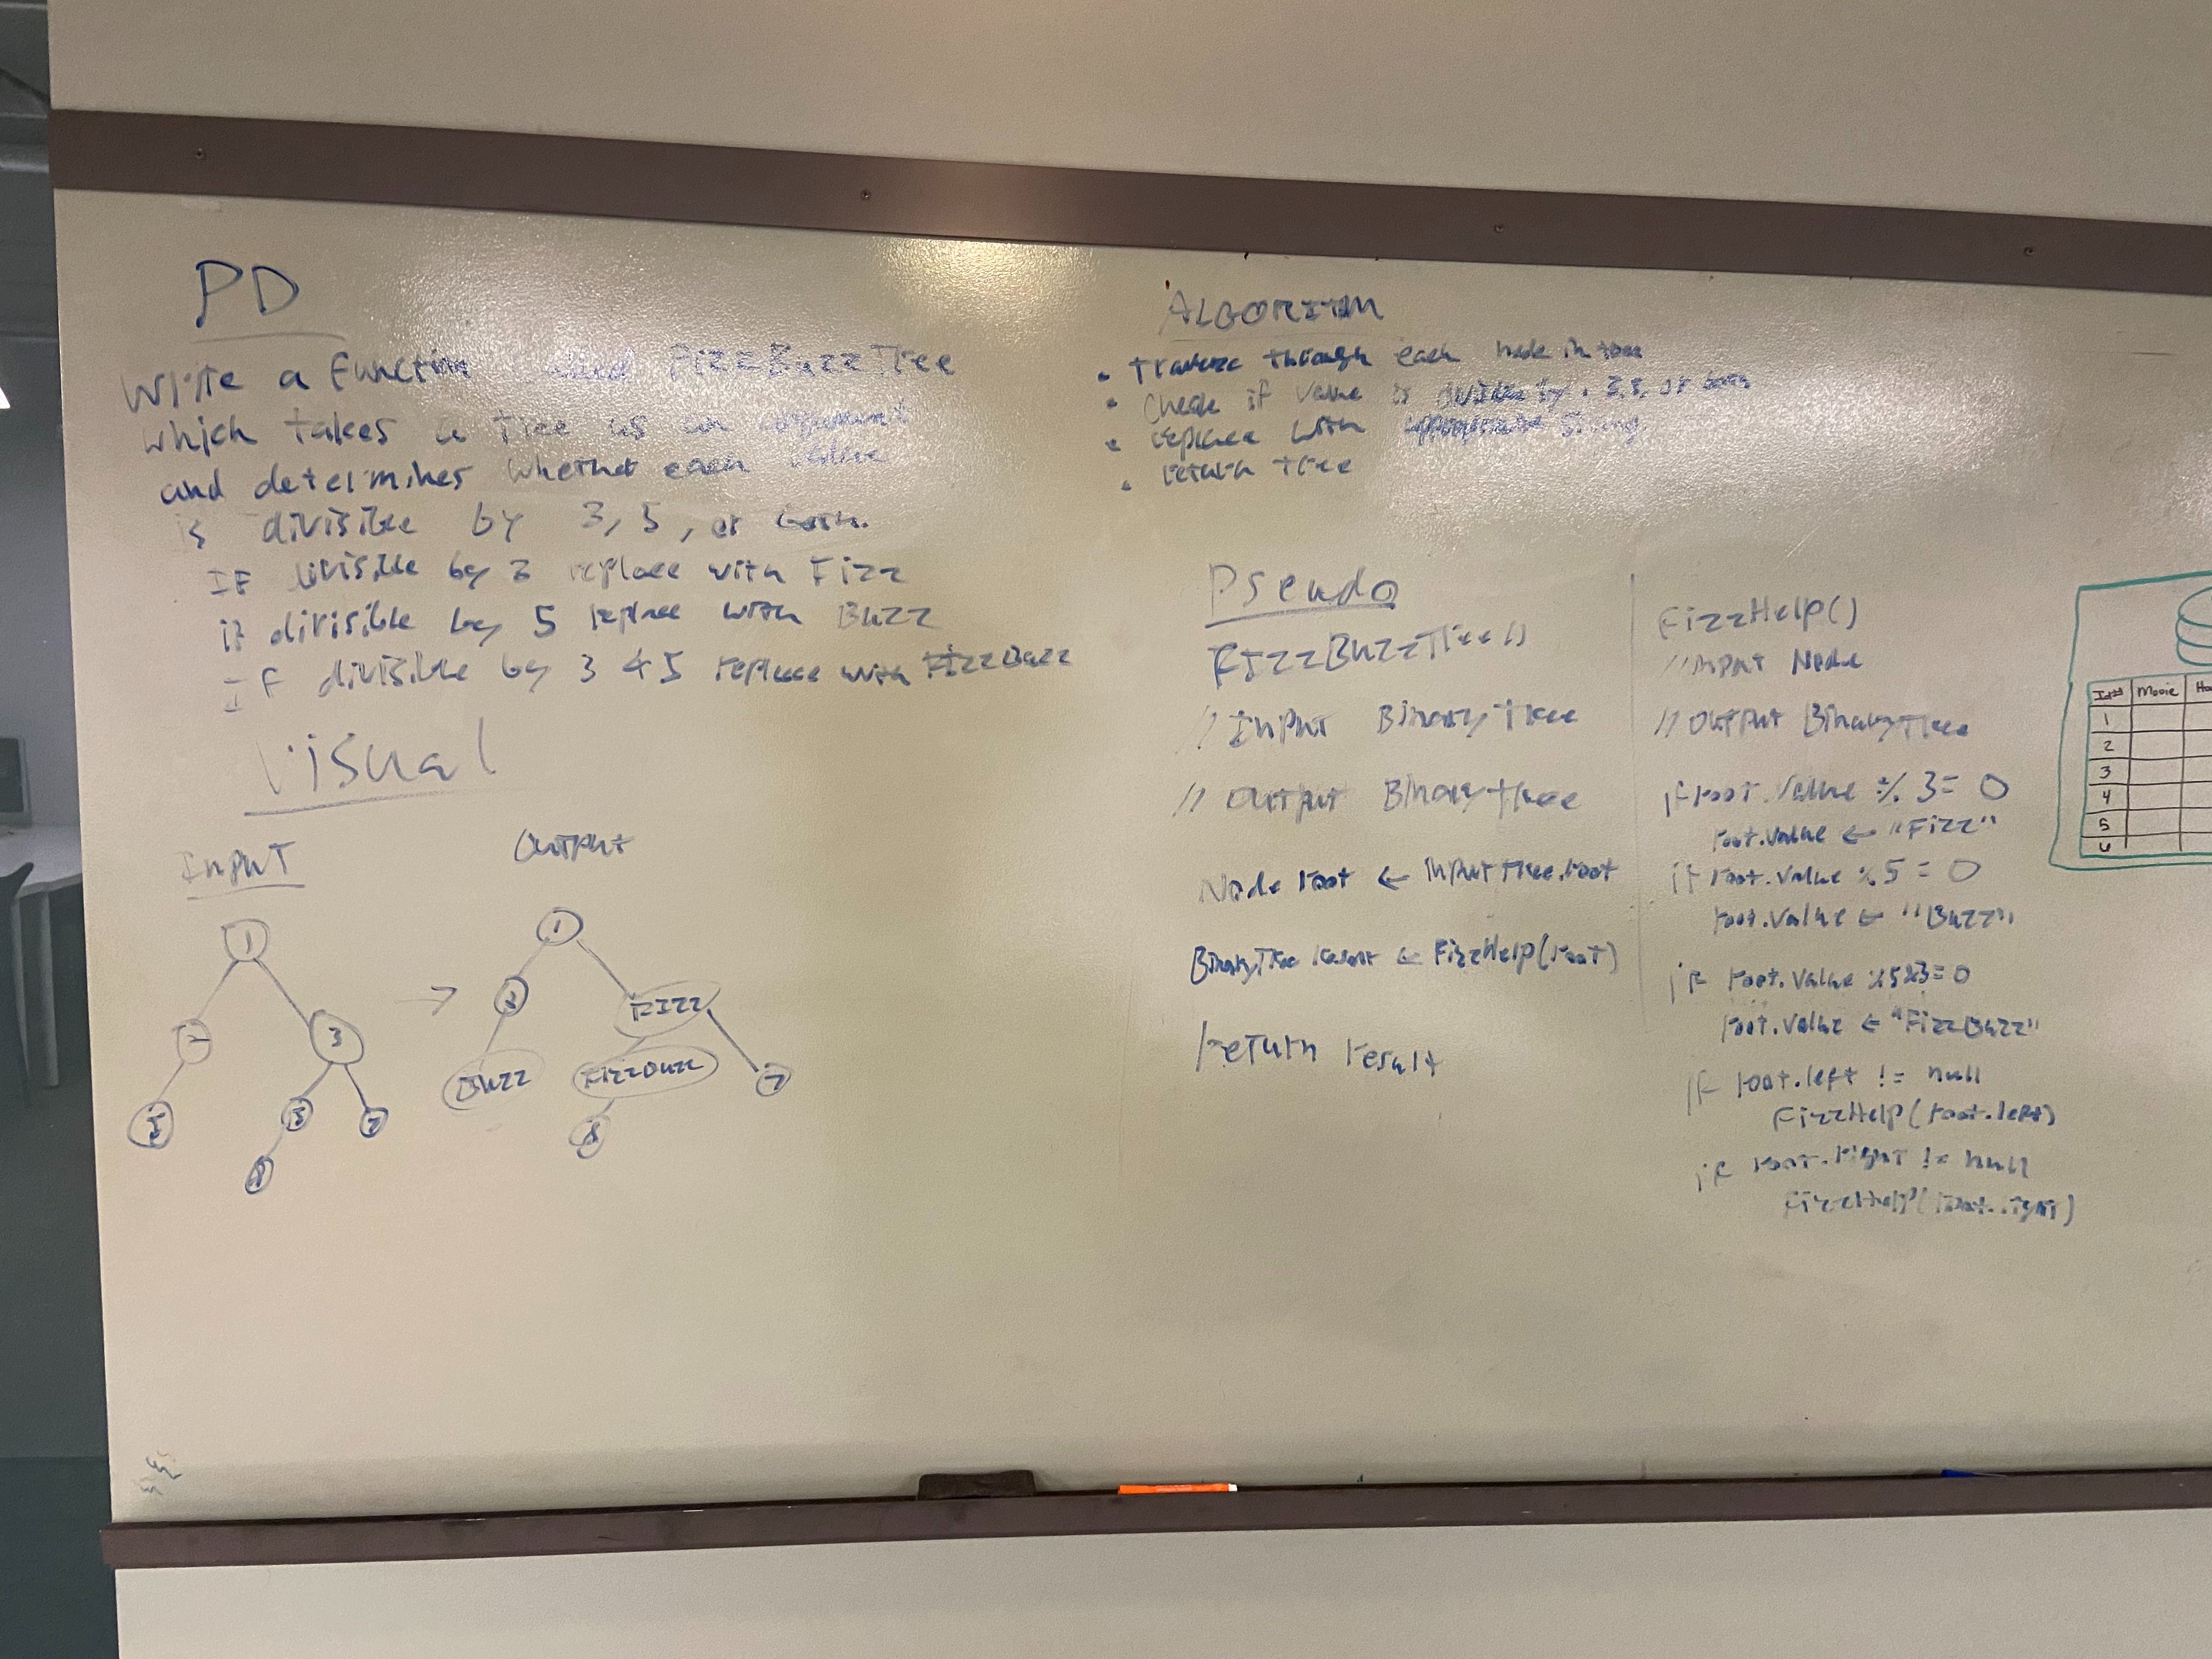 PD
Write a Function called FizzBuzzTree
which takes a tree as an argument
and determines whether each value
is divisible by 3, 5, or both.
IF divisible by 3 replace with Fizz
if divisible by 5 replace with Buzz
IF divisible by 3 & 5 replace with FizzBuzz
Visual
Input
Output
1
2
3
5
7
→
1
2
FIZZ
Buzz
FizzBuzz
7
8
ALGORITHM
• Traverse through each node in tree
• check if value is divisible by 3, 5, or both
• replace with appropriate string
• return tree
Pseudo
FIZZBuzzTree()
// INPUT Binary Tree
// OUTPUT Binary tree
Node root ← inputtree.root
BinaryTree result ← FizzHelp(root)
return result
FizzHelp()
// INPUT Node
// OUTPUT BinaryTree
if root.value % 3 = 0
root.value ← "Fizz"
if root.value % 5 = 0
root.value ← "Buzz"
if root.value %5%3=0
root.value ← "FizzBuzz"
if root.left != null
FizzHelp(root.left)
if root.right != null
FizzHelp(root.right)
Movie
1
2
3
4
5
6